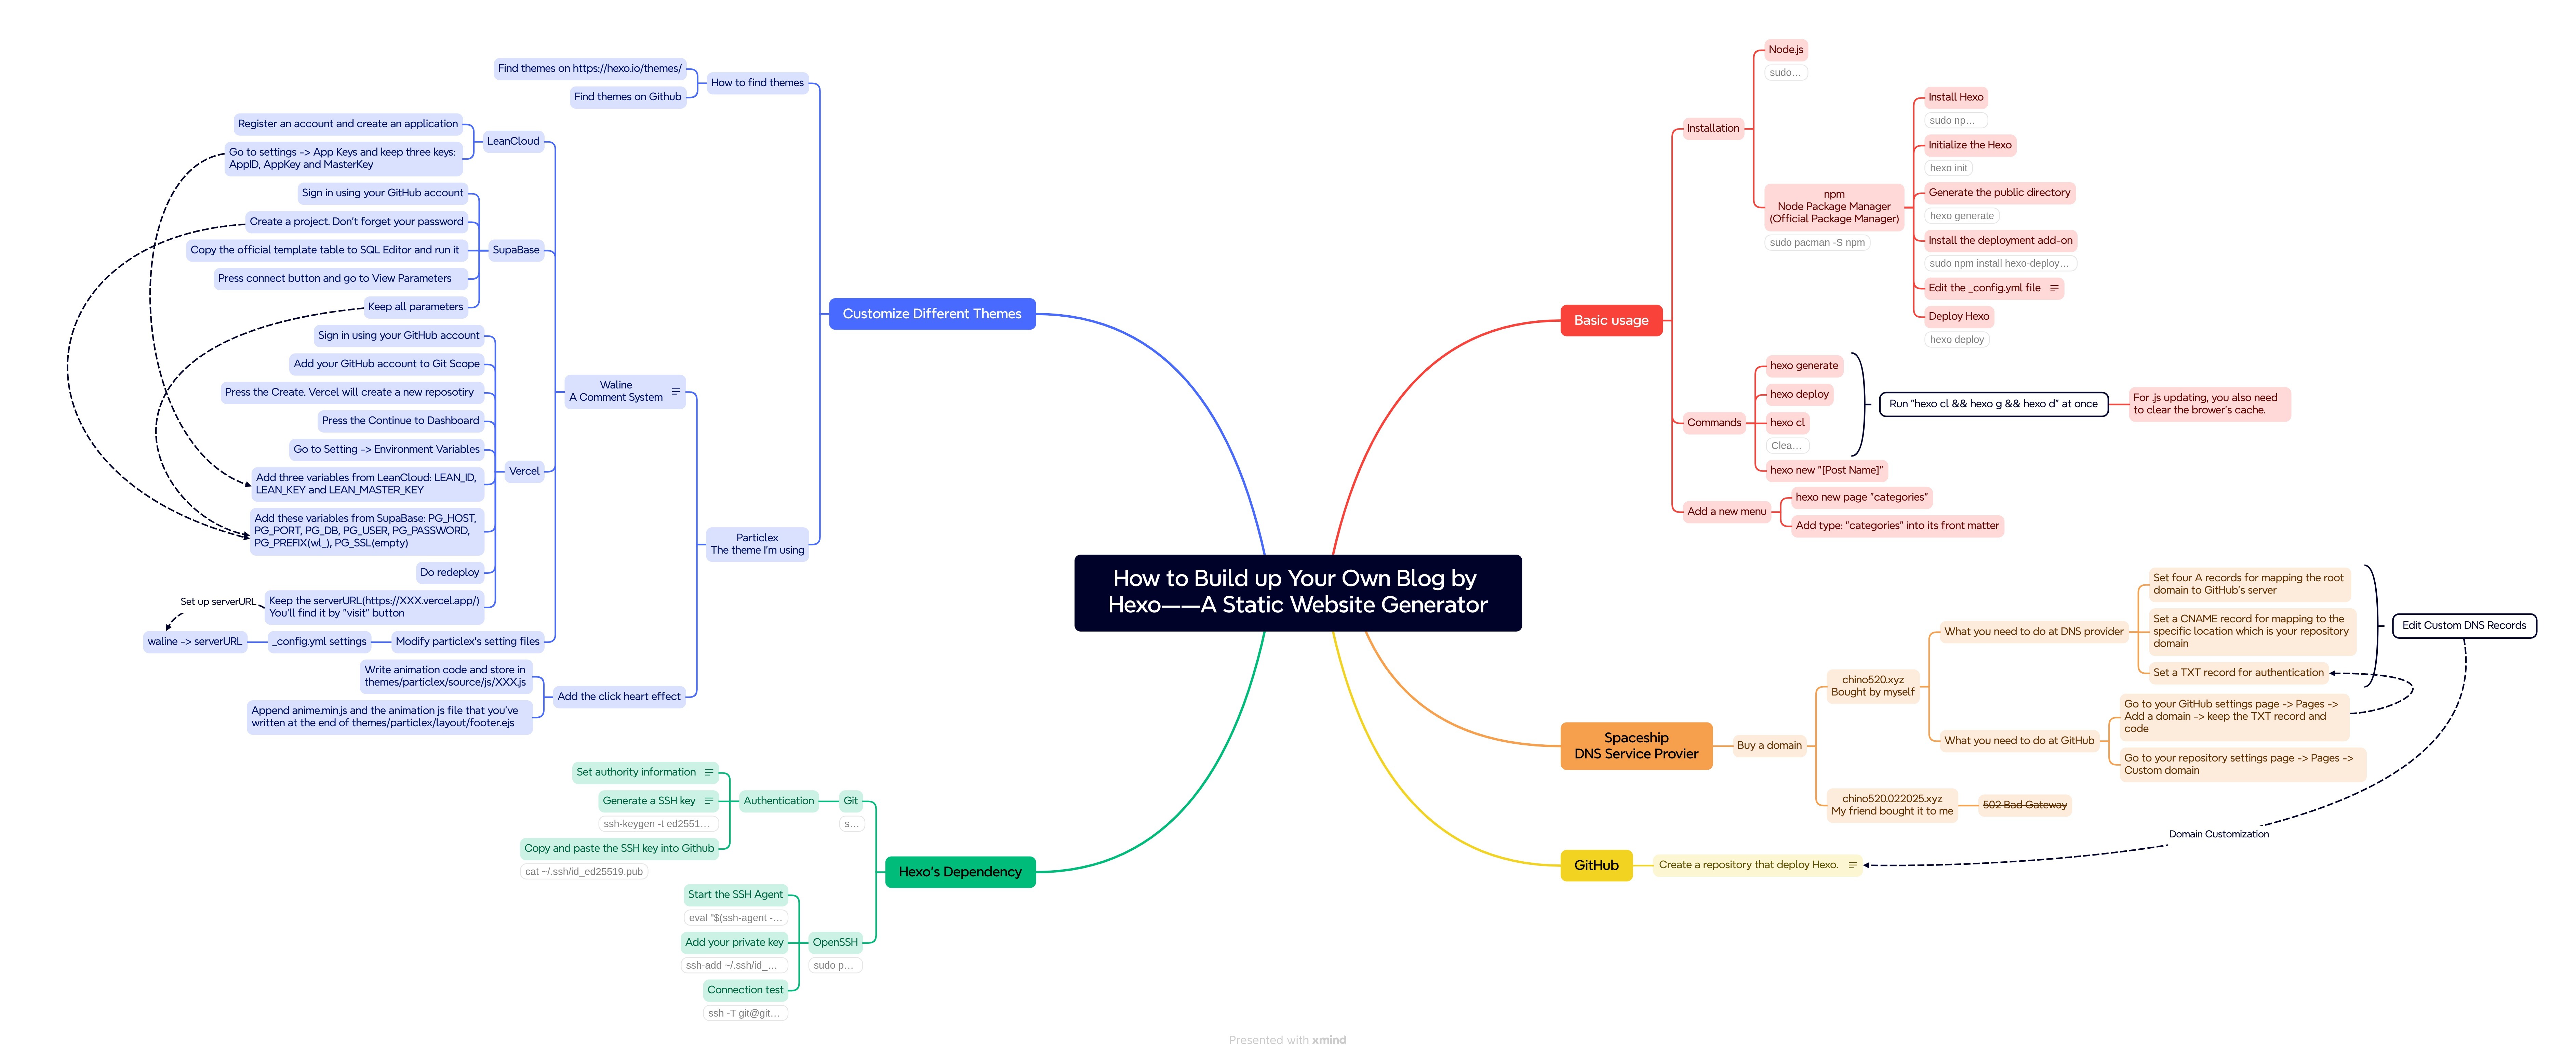 How to Build up Your Own Blog by
Hexo——A Static Website Generator
Basic usage
Installation
Node.js
sudo...
npm
Node Package Manager
(Official Package Manager)
sudo pacman -S npm
Install Hexo
sudo np...
Initialize the Hexo
hexo init
Generate the public directory
hexo generate
Install the deployment add-on
sudo npm install hexo-deploy...
Edit the _config.yml file
Deploy Hexo
hexo deploy
Commands
hexo generate
hexo deploy
hexo cl
Clea...
hexo new "[Post Name]"
Run "hexo cl && hexo g && hexo d" at once
For .js updating, you also need
to clear the brower's cache.
Add a new menu
hexo new page "categories"
Add type: "categories" into its front matter
Spaceship
DNS Service Provier
Buy a domain
chino520.xyz
Bought by myself
What you need to do at DNS provider
Set four A records for mapping the root
domain to GitHub's server
Set a CNAME record for mapping to the
specific location which is your repository
domain
Set a TXT record for authentication
Edit Custom DNS Records
What you need to do at GitHub
Go to your GitHub settings page -> Pages ->
Add a domain -> keep the TXT record and
code
Go to your repository settings page -> Pages ->
Custom domain
chino520.022025.xyz
My friend bought it to me
502 Bad Gateway
Domain Customization
GitHub
Create a repository that deploy Hexo.
Customize Different Themes
How to find themes
Find themes on https://hexo.io/themes/
Find themes on Github
Particlex
The theme I'm using
Waline
A Comment System
LeanCloud
Register an account and create an application
Go to settings -> App Keys and keep three keys:
AppID, AppKey and MasterKey
SupaBase
Sign in using your GitHub account
Create a project. Don't forget your password
Copy the official template table to SQL Editor and run it
Press connect button and go to View Parameters
Keep all parameters
Vercel
Sign in using your GitHub account
Add your GitHub account to Git Scope
Press the Create. Vercel will create a new reposotiry
Press the Continue to Dashboard
Go to Setting -> Environment Variables
Add three variables from LeanCloud: LEAN_ID,
LEAN_KEY and LEAN_MASTER_KEY
Add these variables from SupaBase: PG_HOST,
PG_PORT, PG_DB, PG_USER, PG_PASSWORD,
PG_PREFIX(wl_), PG_SSL(empty)
Do redeploy
Keep the serverURL(https://XXX.vercel.app/)
You'll find it by "visit" button
Set up serverURL
Modify particlex's setting files
_config.yml settings
waline -> serverURL
Add the click heart effect
Write animation code and store in
themes/particlex/source/js/XXX.js
Append anime.min.js and the animation js file that you've
written at the end of themes/particlex/layout/footer.ejs
Hexo's Dependency
Git
s...
Authentication
Set authority information
Generate a SSH key
ssh-keygen -t ed2551...
Copy and paste the SSH key into Github
cat ~/.ssh/id_ed25519.pub
OpenSSH
sudo p...
Start the SSH Agent
eval "$(ssh-agent -...
Add your private key
ssh-add ~/.ssh/id_...
Connection test
ssh -T git@git...
Presented with xmind